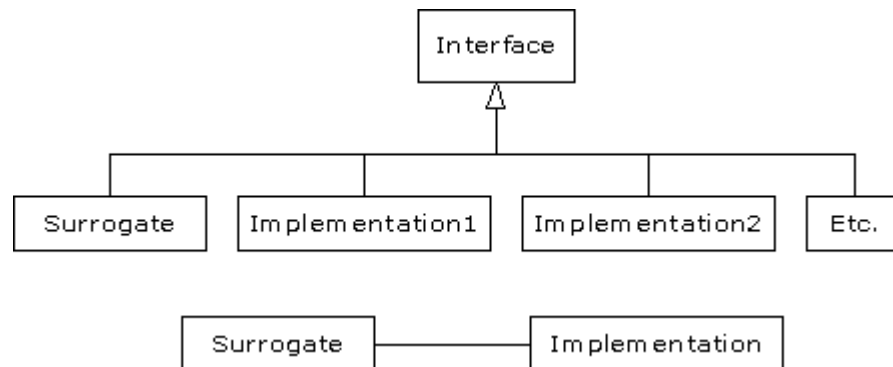 Interface
Surrogate
Implementation1
Implementation2
Etc.
Surrogate
Implementation